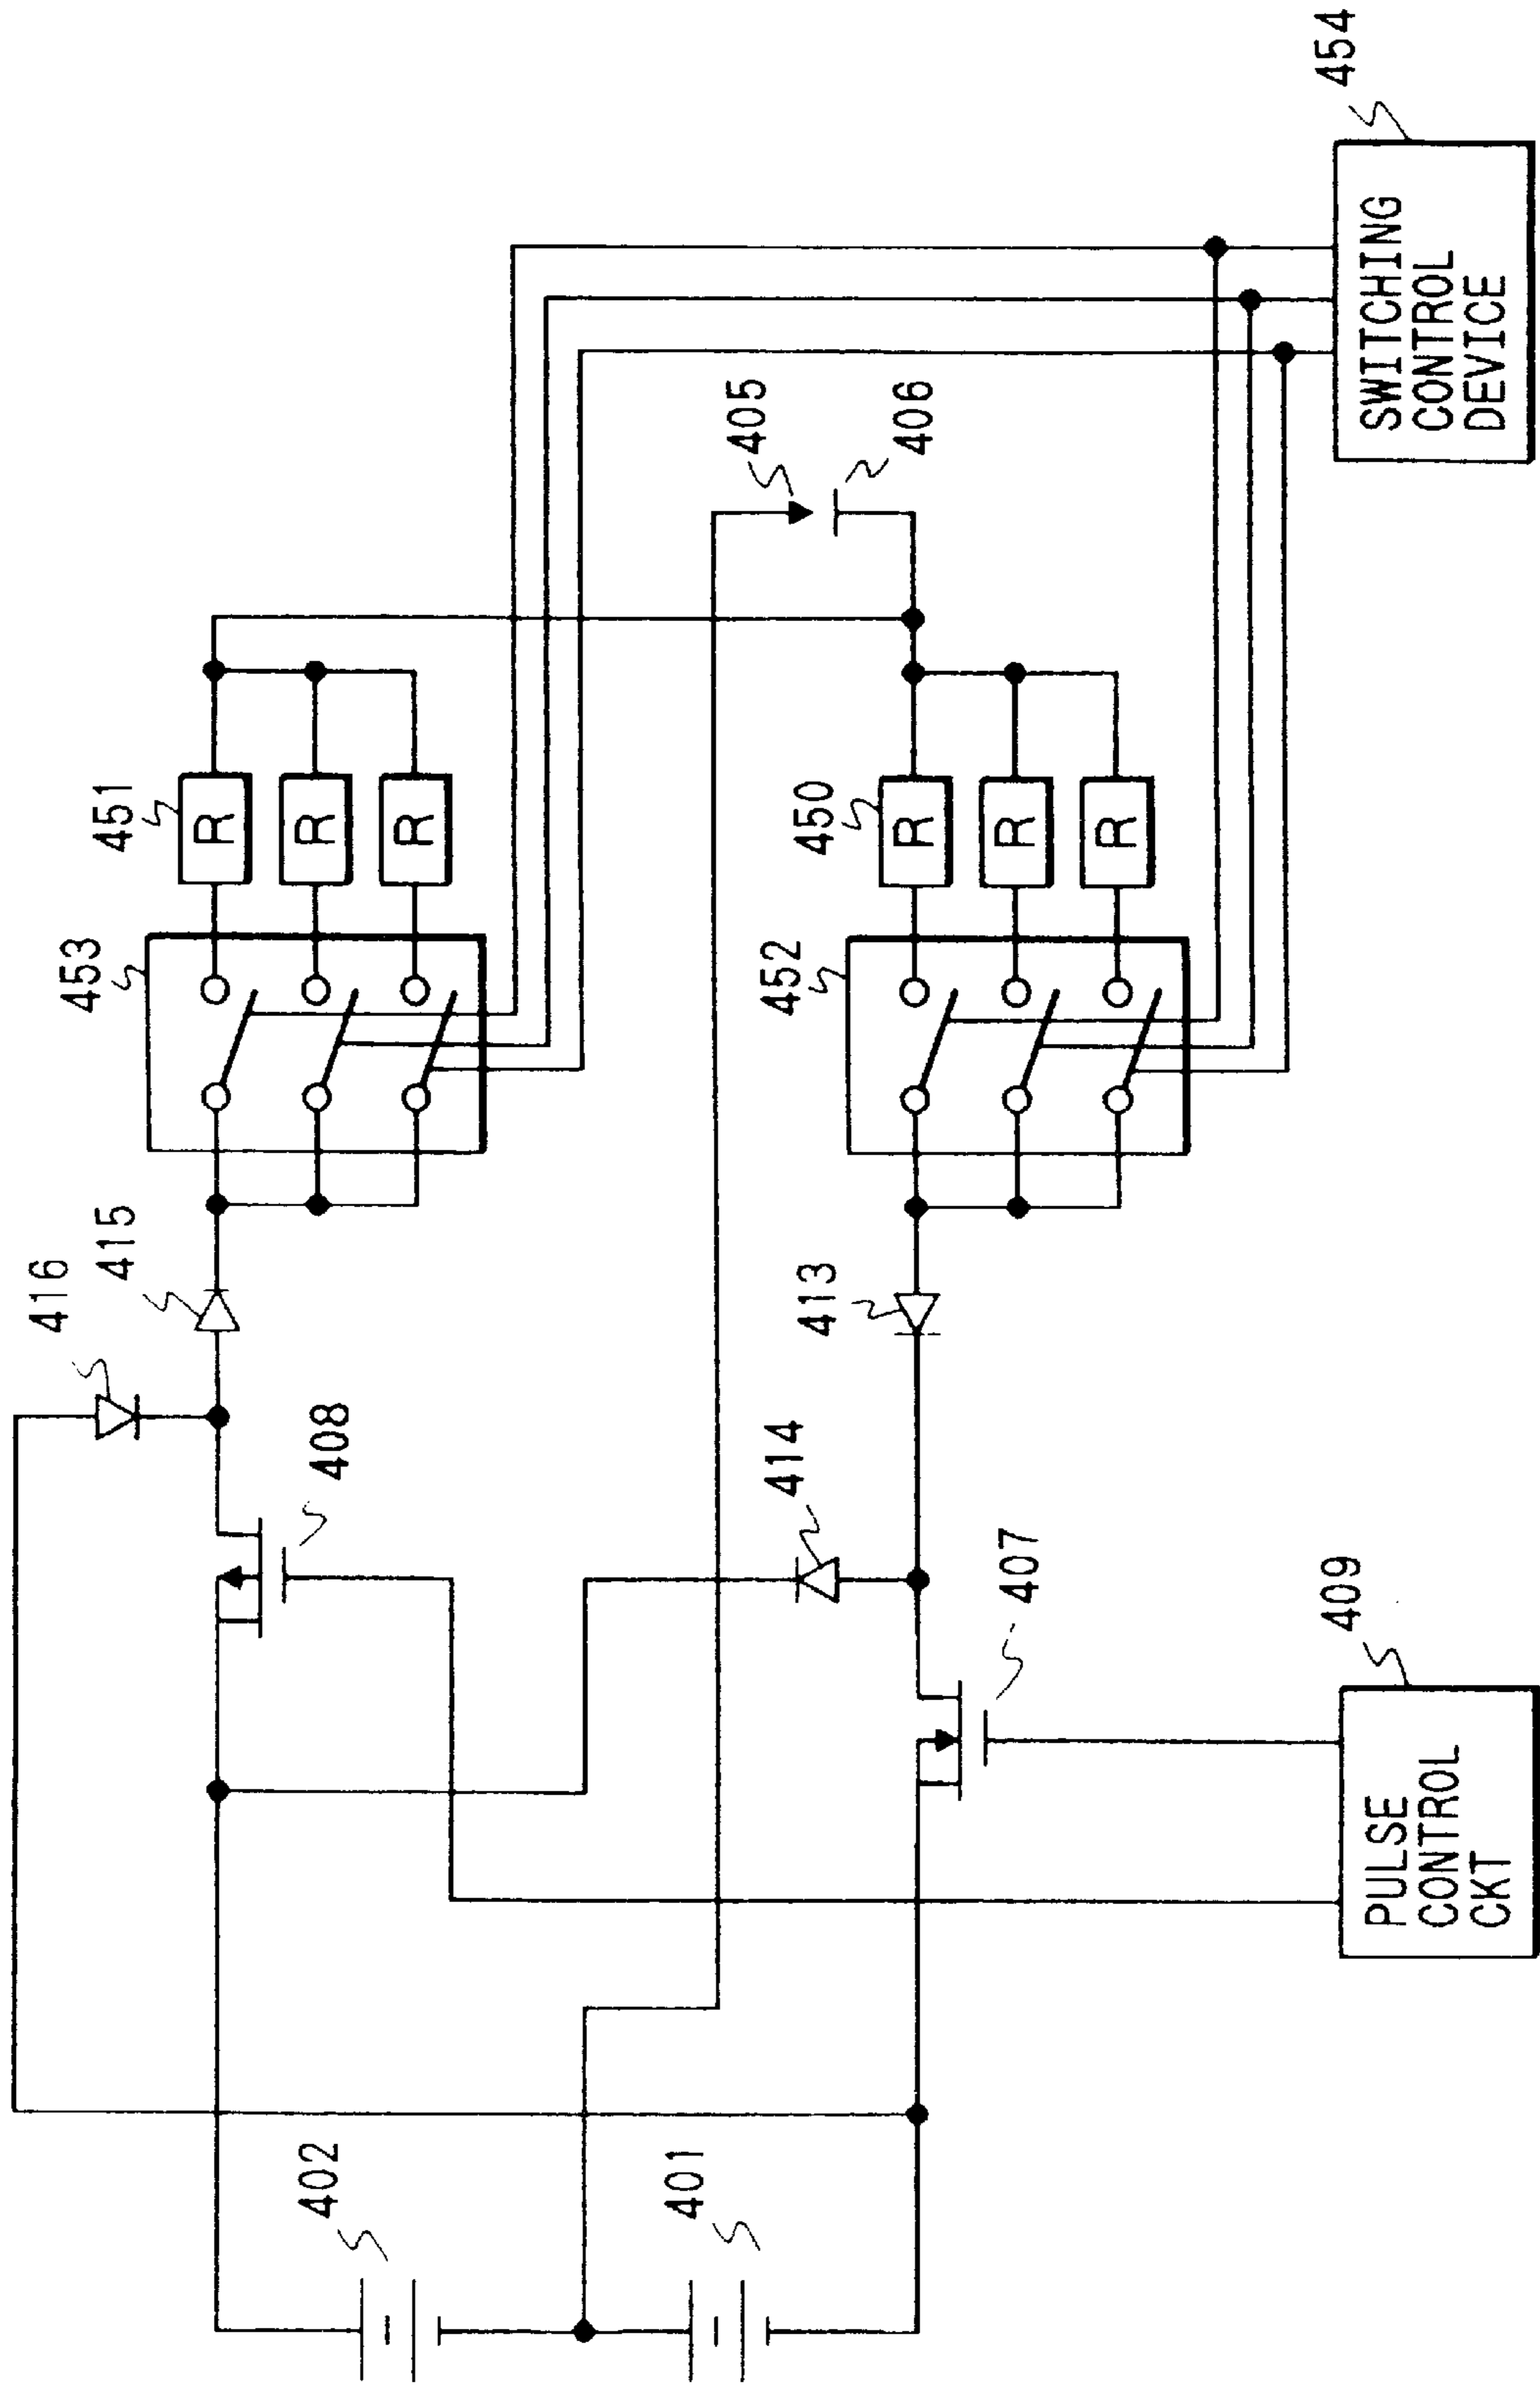 416
453
415
451
R
R
402
408
R
401
405
414
452
413
450
R
406
R
407
R
409
454
PULSE
CONTROL
CKT
SWITCHING
CONTROL
DEVICE